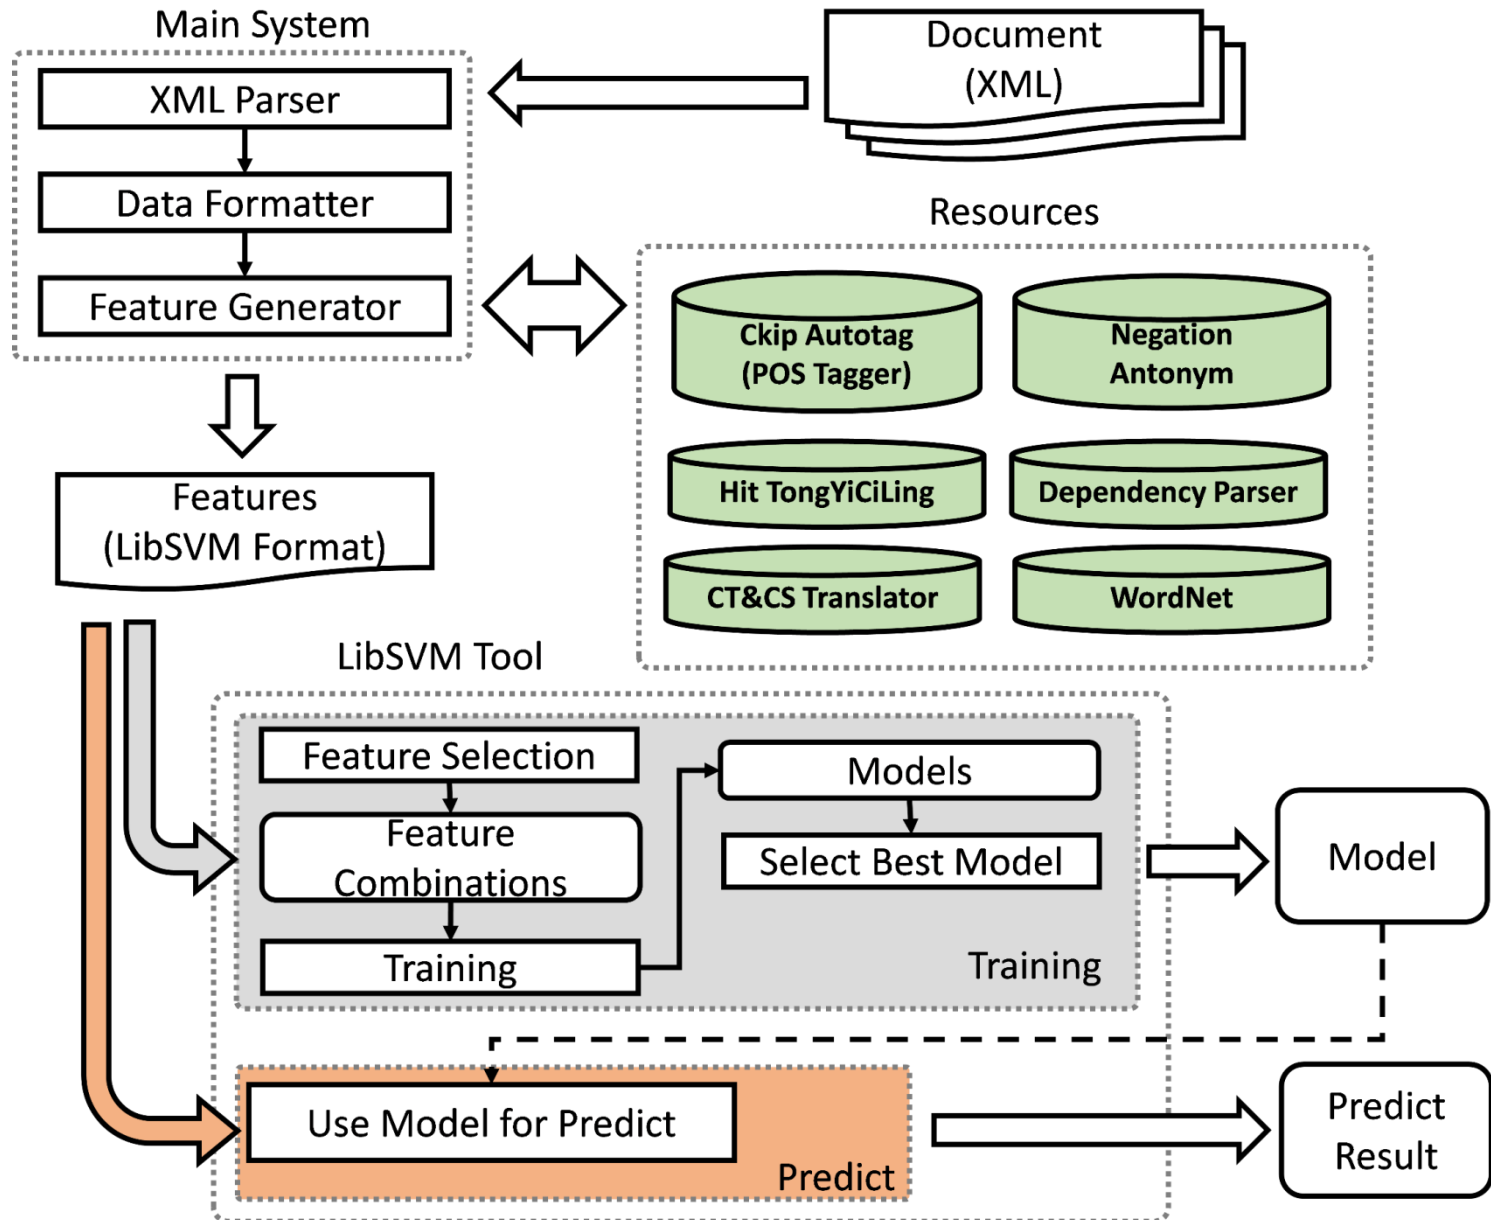 Main System
XML Parser
Data Formatter
Feature Generator
Document
(XML)
Resources
Ckip Autotag
(POS Tagger)
Negation
Antonym
Hit TongYiCiLing
Dependency Parser
CT&CS Translator
WordNet
Features
(LibSVM Format)
LibSVM Tool
Feature Selection
Feature
Combinations
Training
Models
Select Best Model
Training
Model
Use Model for Predict
Predict
Predict
Result